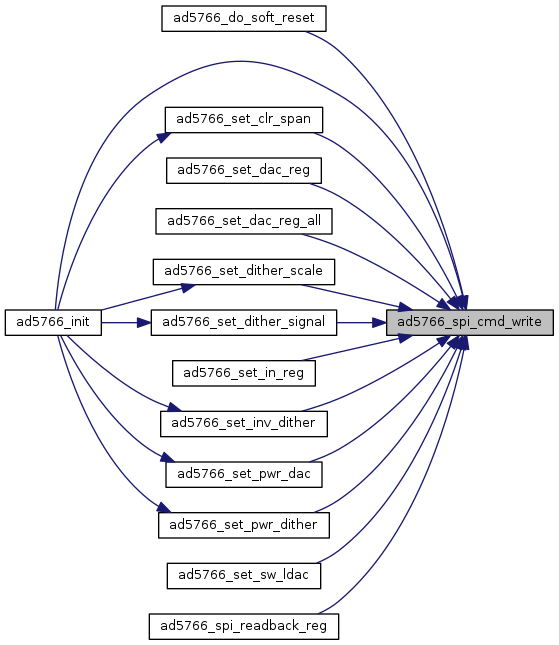 ad5766_do_soft_reset
ad5766_set_clr_span
ad5766_set_dac_reg
ad5766_set_dac_reg_all
ad5766_set_dither_scale
ad5766_init
ad5766_set_dither_signal
ad5766_spi_cmd_write
ad5766_set_in_reg
ad5766_set_inv_dither
ad5766_set_pwr_dac
ad5766_set_pwr_dither
ad5766_set_sw_ldac
ad5766_spi_readback_reg